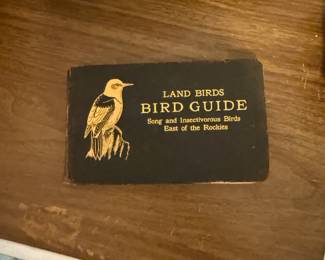 LAND BIRDS
BIRD GUIDE
Song and Insectivorous Birds
East of the Rockies